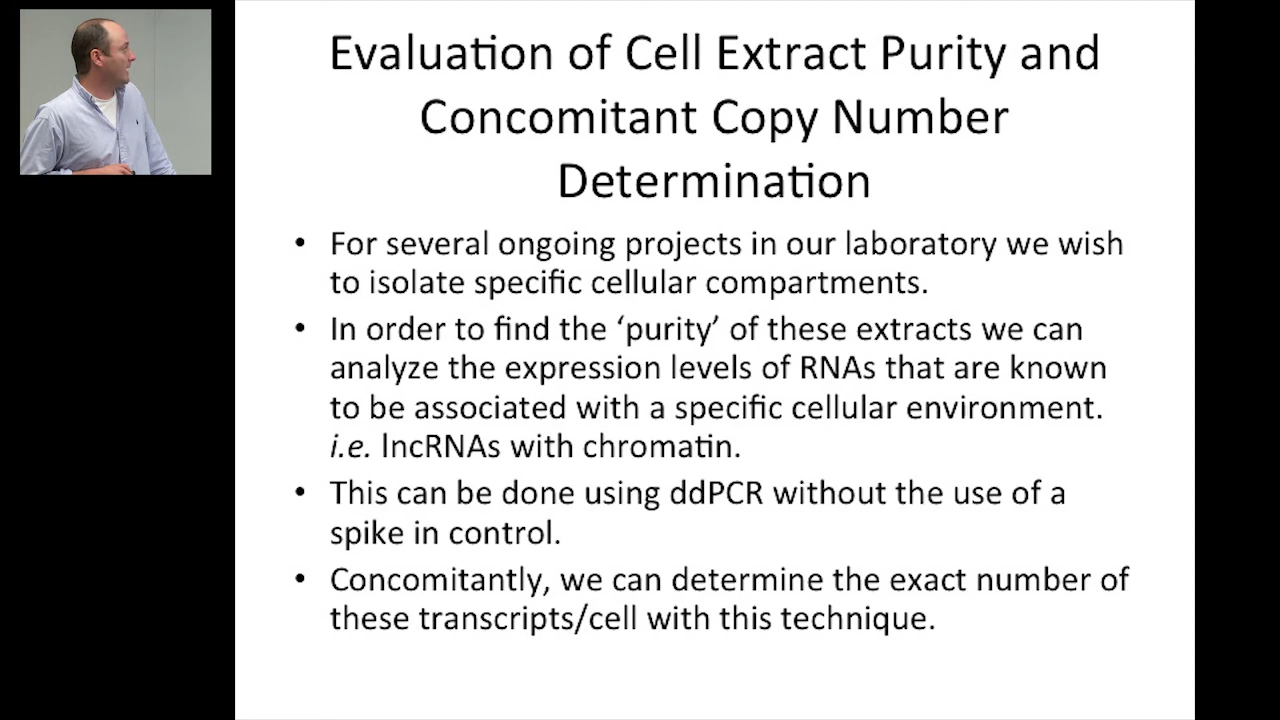 Evaluation of Cell Extract Purity and
Concomitant Copy Number
Determination
• For several ongoing projects in our laboratory we wish
to isolate specific cellular compartments.
• In order to find the ‘purity’ of these extracts we can
analyze the expression levels of RNAs that are known
to be associated with a specific cellular environment.
i.e. lncRNAs with chromatin.
• This can be done using ddPCR without the use of a
spike in control.
• Concomitantly, we can determine the exact number of
these transcripts/cell with this technique.